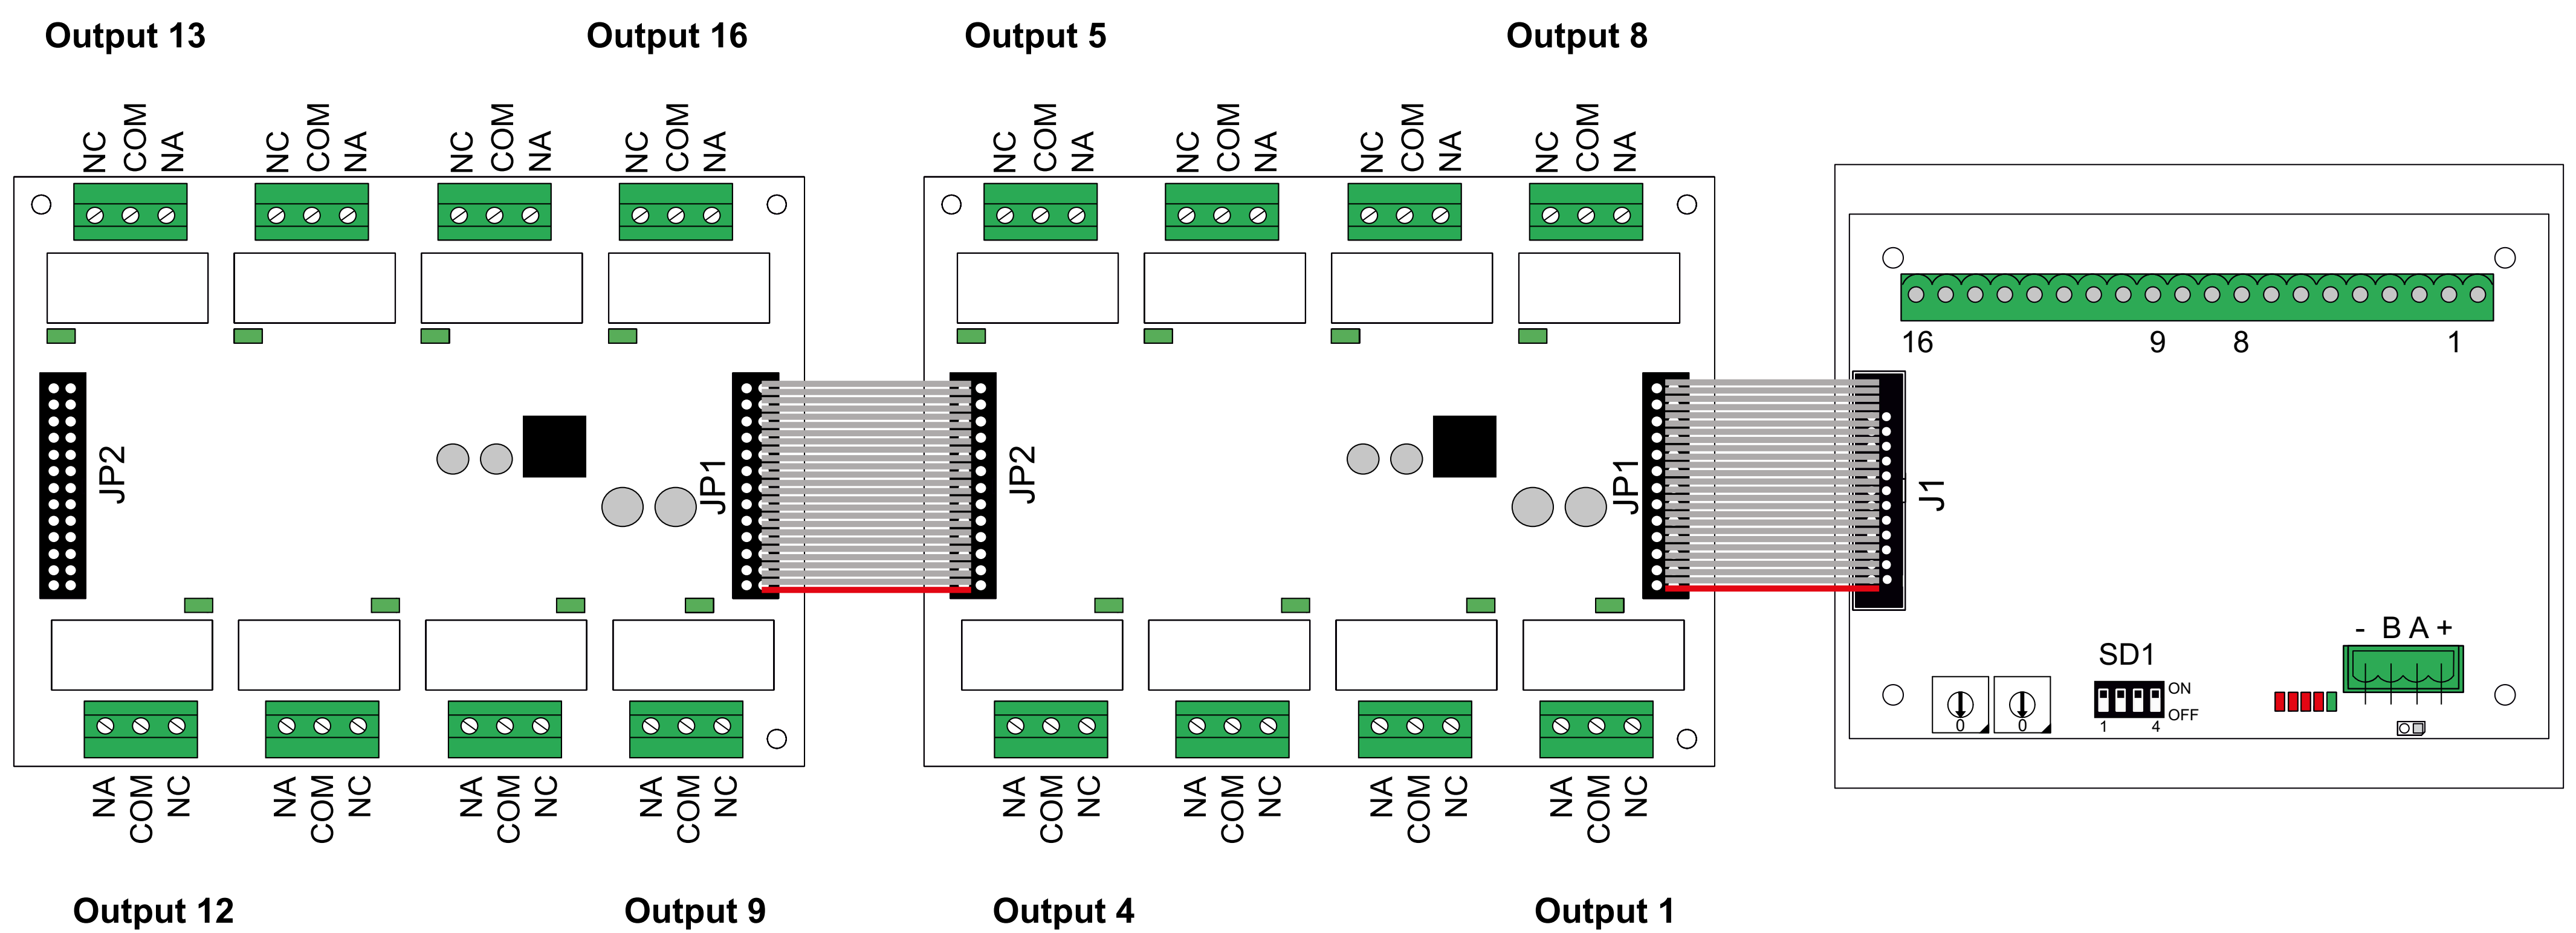 Output 13 Output 16 Output 5 Output 8
NC COM NA NC COM NA NC COM NA NC COM NA NC COM NA NC COM NA NC COM NA NC COM NA
16 9 8 1
JP2 JP1 JP2 JP1 J1
- B A +
SD1
ON
OFF
0 0 1 4
NA COM NC NA COM NC NA COM NC NA COM NC NA COM NC NA COM NC NA COM NC NA COM NC
Output 12 Output 9 Output 4 Output 1